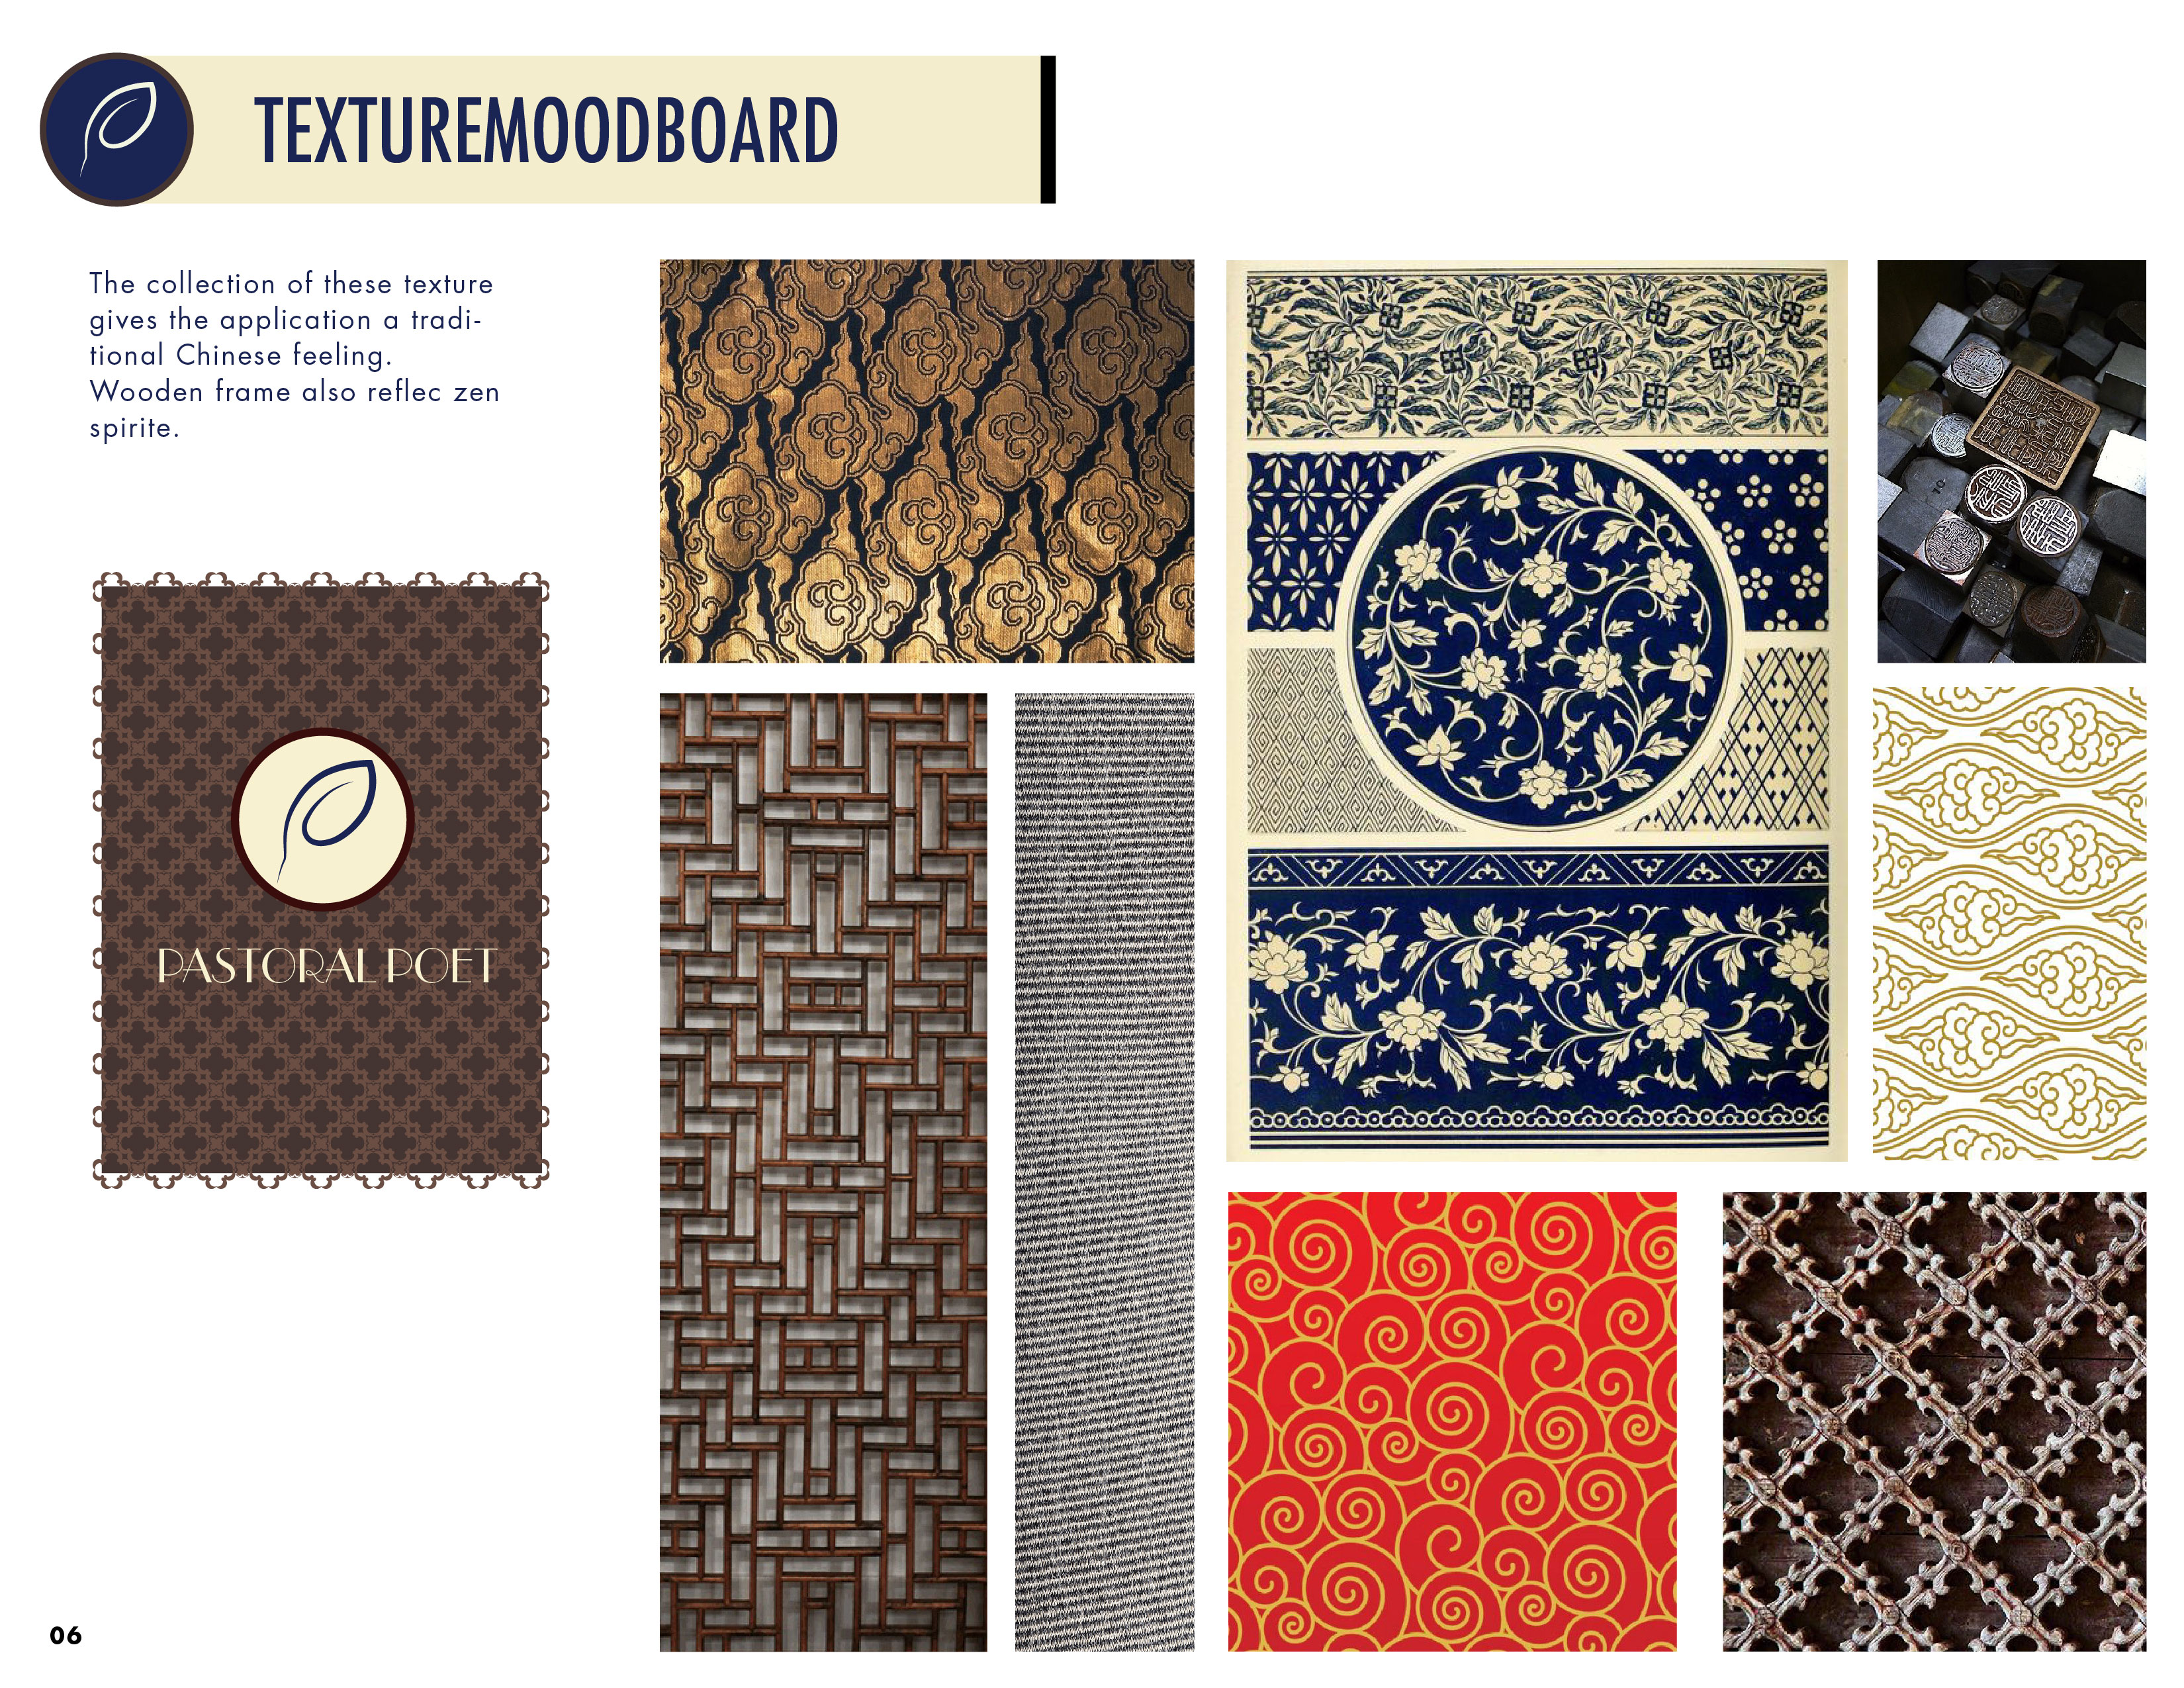 TEXTUREMOODBOARD
The collection of these texture
gives the application a tradi-
tional Chinese feeling.
Wooden frame also reflec zen
spirite.
PASTORAL POET
06